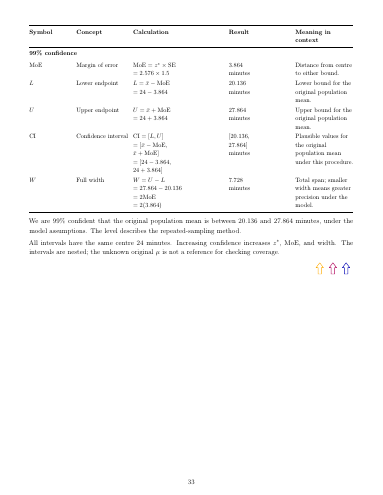 Symbol Concept Calculation Result Meaning in
context
99% confidence
MoE Margin of error MoE = z* × SE 3.864 Distance from centre
= 2.576 × 1.5 minutes to either bound.
L Lower endpoint L = x̄ − MoE 20.136 Lower bound for the
= 24 − 3.864 minutes original population
mean.
U Upper endpoint U = x̄ + MoE 27.864 Upper bound for the
= 24 + 3.864 minutes original population
mean.
CI Confidence interval CI = [L, U] [20.136, Plausible values for
= [x̄ − MoE, 27.864] the original
x̄ + MoE] minutes population mean
= [24 − 3.864, under this procedure.
24 + 3.864]
W Full width W = U − L 7.728 Total span; smaller
= 27.864 − 20.136 minutes width means greater
= 2MoE precision under the
= 2(3.864) model.
We are 99% confident that the original population mean is between 20.136 and 27.864 minutes, under the
model assumptions. The level describes the repeated-sampling method.
All intervals have the same centre 24 minutes. Increasing confidence increases z*, MoE, and width. The
intervals are nested; the unknown original μ is not a reference for checking coverage.
33